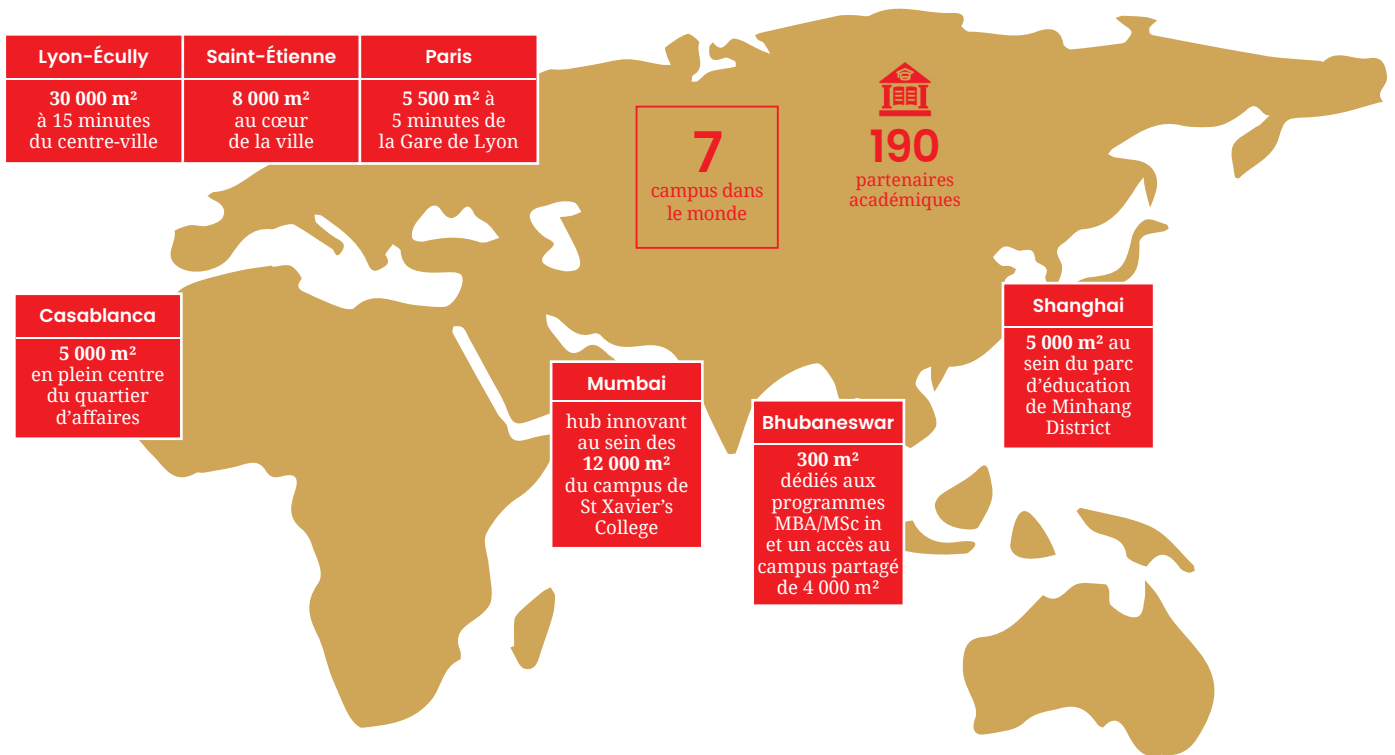 Lyon-Écully
30 000 m²
à 15 minutes
du centre-ville
Saint-Étienne
8 000 m²
au cœur
de la ville
Paris
5 500 m² à
5 minutes de
la Gare de Lyon
7
campus dans
le monde
190
partenaires
académiques
Casablanca
5 000 m²
en plein centre
du quartier
d’affaires
Mumbai
hub innovant
au sein des
12 000 m²
du campus de
St Xavier’s
College
Bhubaneswar
300 m²
dédiés aux
programmes
MBA/MSc in
et un accès au
campus partagé
de 4 000 m²
Shanghai
5 000 m² au
sein du parc
d’éducation
de Minhang
District